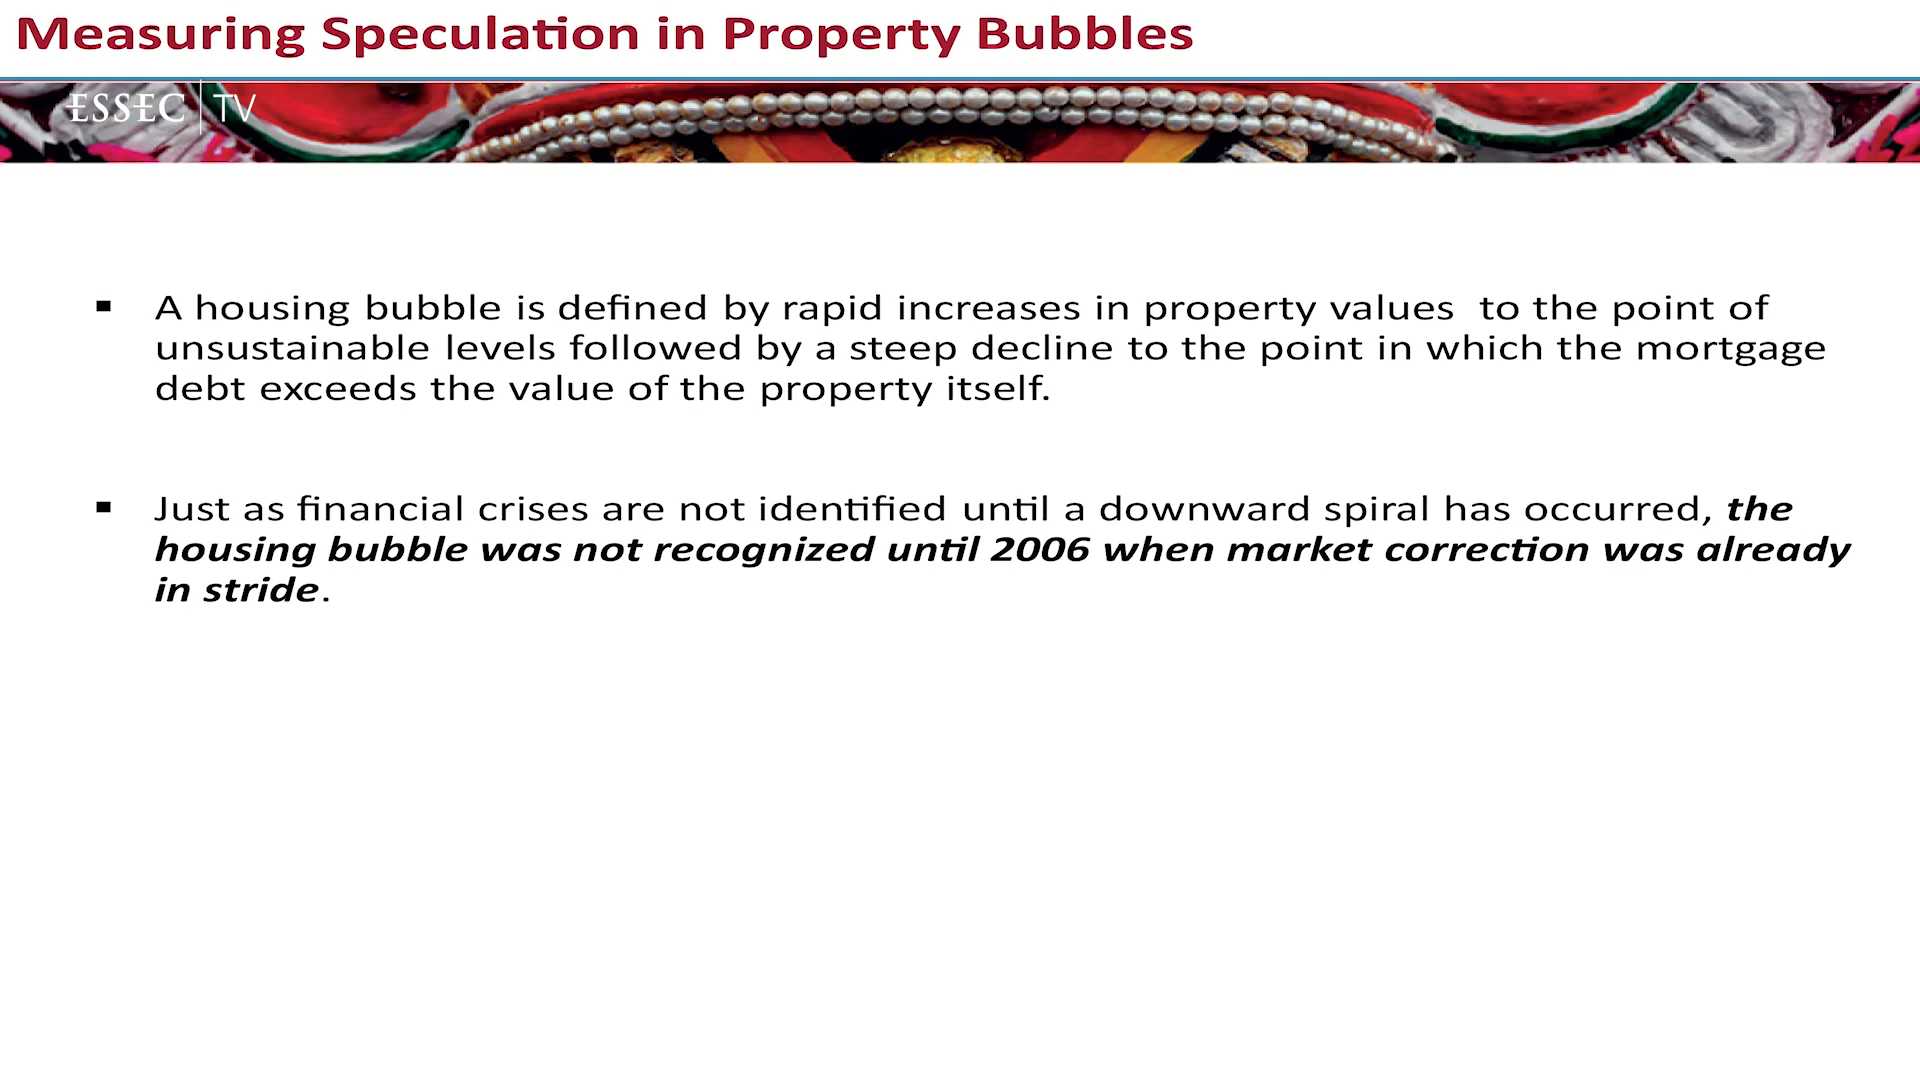 Measuring Speculation in Property Bubbles
ESSEC | TV
▪ A housing bubble is defined by rapid increases in property values to the point of
unsustainable levels followed by a steep decline to the point in which the mortgage
debt exceeds the value of the property itself.
▪ Just as financial crises are not identified until a downward spiral has occurred, the
housing bubble was not recognized until 2006 when market correction was already
in stride.